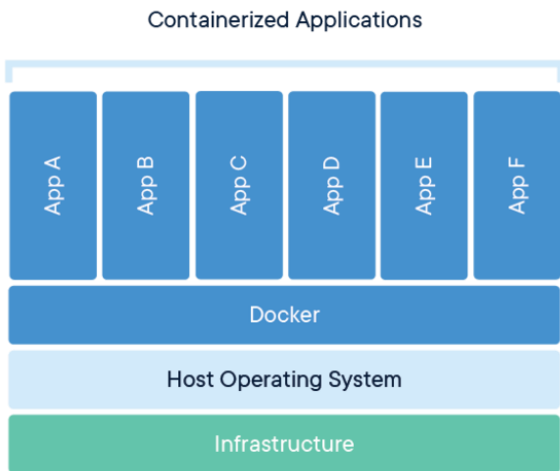 Containerized Applications
App A
App B
App C
App D
App E
App F
Docker
Host Operating System
Infrastructure